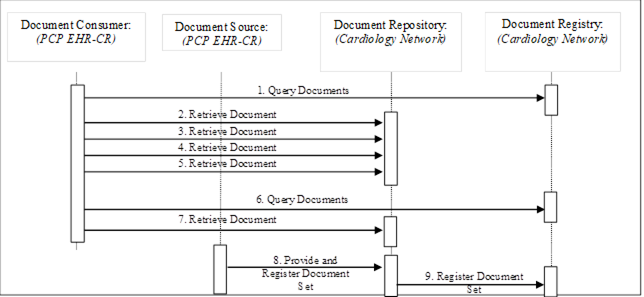 Document Consumer:
(PCP EHR-CR)
Document Source:
(PCP EHR-CR)
Document Repository:
(Cardiology Network)
Document Registry:
(Cardiology Network)
1. Query Documents
2. Retrieve Document
3. Retrieve Document
4. Retrieve Document
5. Retrieve Document
6. Query Documents
7. Retrieve Document
8. Provide and
Register Document
Set
9. Register Document
Set